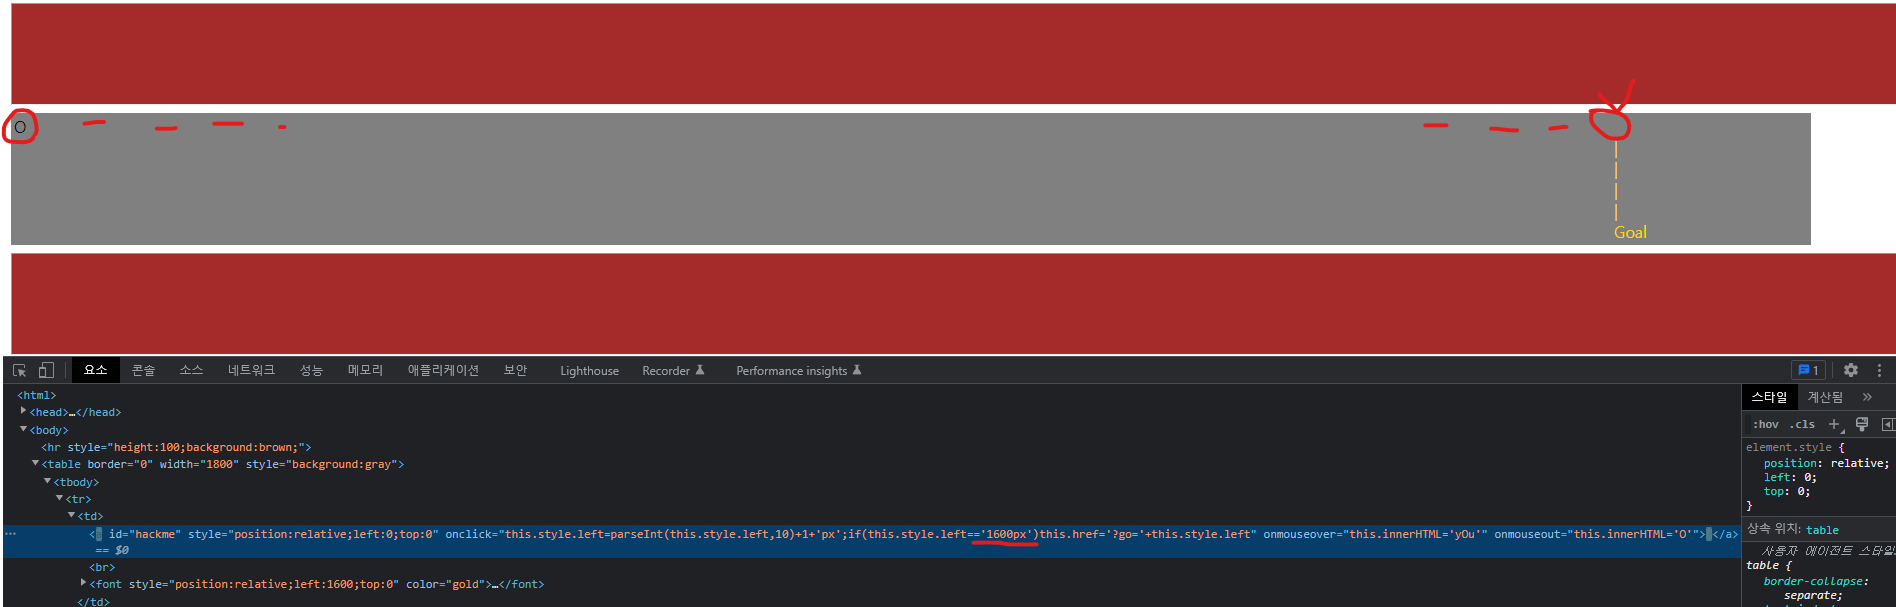 O
Goal
요소 콘솔 소스 네트워크 성능 메모리 애플리케이션 보안 Lighthouse Recorder Performance insights 1
<html>
<head>…</head>
<body>
<hr style="height:100;background:brown;">
<table border="0" width="1800" style="background:gray">
<tbody>
<tr>
<td>
< id="hackme" style="position:relative;left:0;top:0" onclick="this.style.left=parseInt(this.style.left,10)+1+'px';if(this.style.left=='1600px')this.href='?go='+this.style.left" onmouseover="this.innerHTML='yOu'" onmouseout="this.innerHTML='O'"> </a>
== $0
<br>
<font style="position:relative;left:1600;top:0" color="gold">…</font>
</td>
스타일 계산됨 »
:hov .cls +
element.style {
position: relative;
left: 0;
top: 0;
}
상속 위치: table
사용자 에이전트 스타일
table {
border-collapse:
separate;